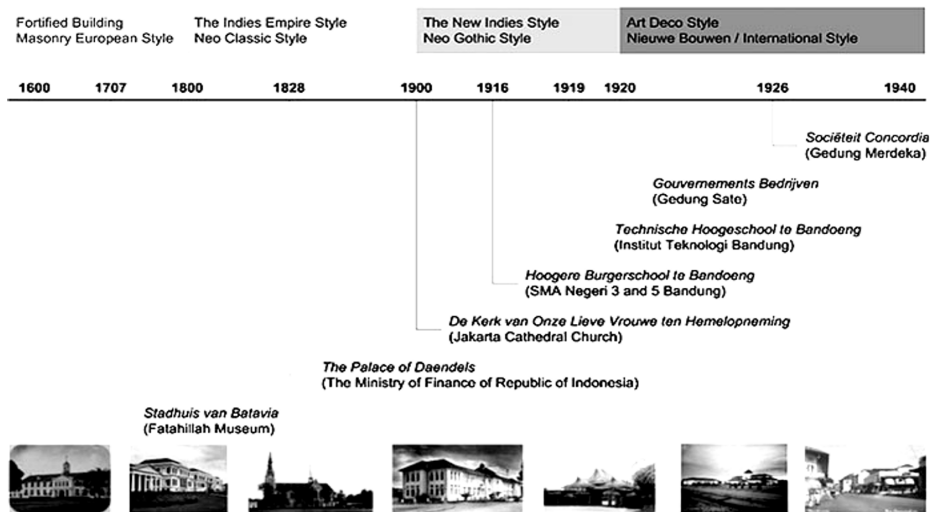 Fortified Building
Masonry European Style
The Indies Empire Style
Neo Classic Style
The New Indies Style
Neo Gothic Style
Art Deco Style
Nieuwe Bouwen / International Style
1600 1707 1800 1828 1900 1916 1919 1920 1926 1940
Sociëteit Concordia
(Gedung Merdeka)
Gouvernements Bedrijven
(Gedung Sate)
Technische Hoogeschool te Bandoeng
(Institut Teknologi Bandung)
Hoogere Burgerschool te Bandoeng
(SMA Negeri 3 and 5 Bandung)
De Kerk van Onze Lieve Vrouwe ten Hemelopneming
(Jakarta Cathedral Church)
The Palace of Daendels
(The Ministry of Finance of Republic of Indonesia)
Stadhuis van Batavia
(Fatahillah Museum)